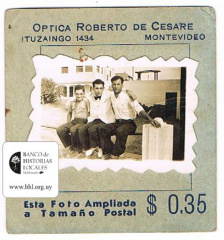 OPTICA ROBERTO DE CESARE
ITUZAINGO 1434 MONTEVIDEO
BANCO de
HISTORIAS
LOCALES
www.bhl.org.uy
Esta Foto Ampliada
a Tamaño Postal
$ 0.35